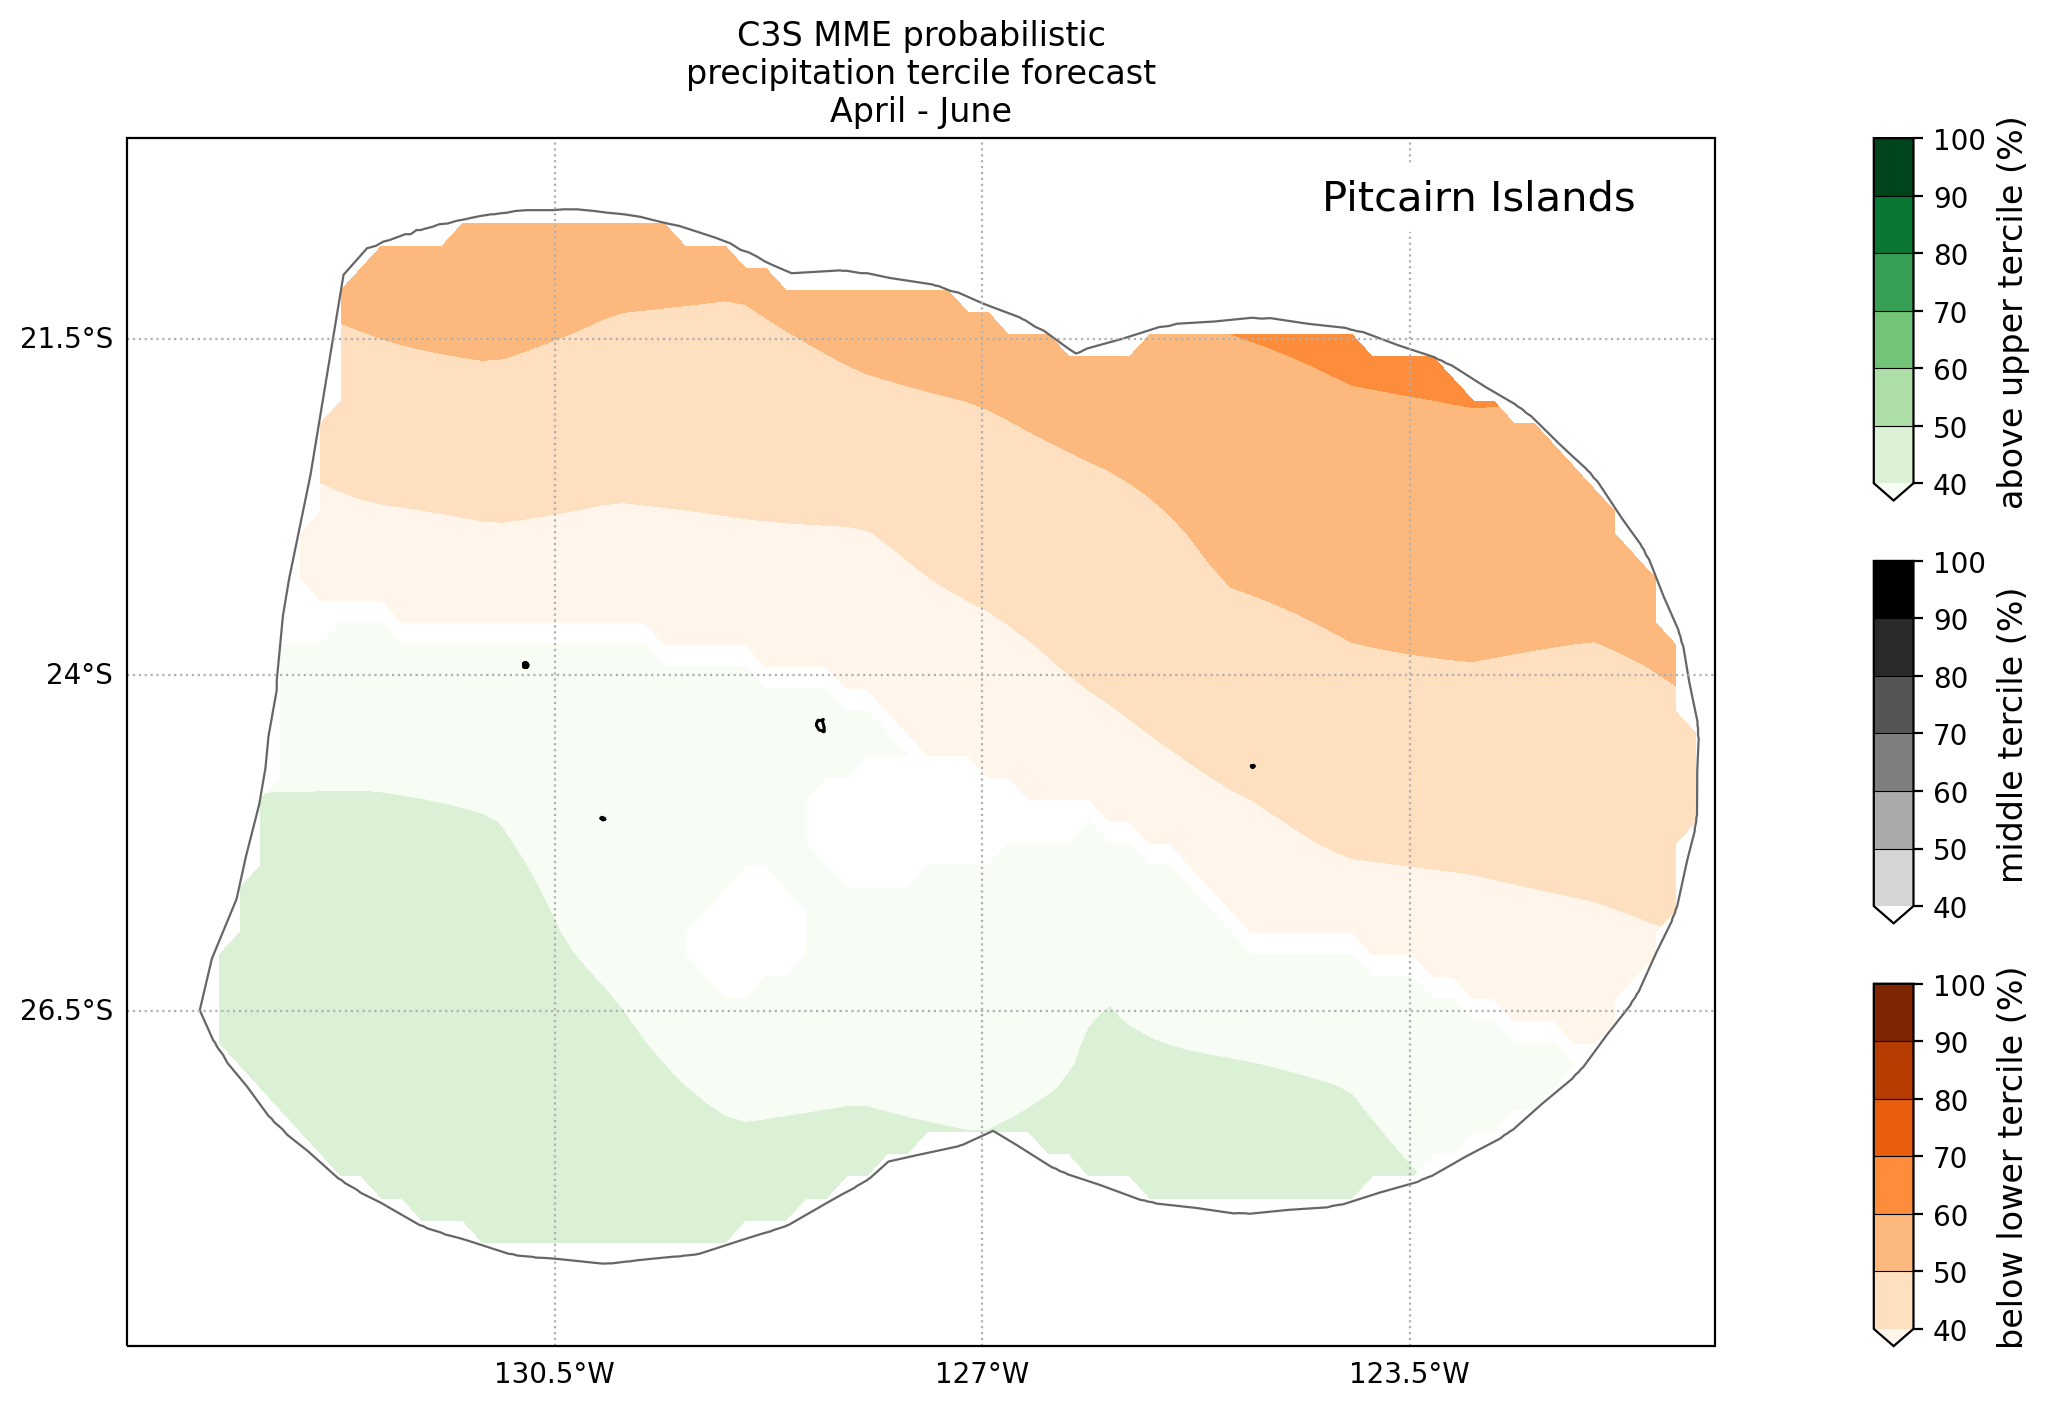 C3S MME probabilistic
precipitation tercile forecast
April - June
Pitcairn Islands
21.5°S
24°S
26.5°S
130.5°W
127°W
123.5°W
100
90
80
70
60
50
40
above upper tercile (%)
100
90
80
70
60
50
40
middle tercile (%)
100
90
80
70
60
50
40
below lower tercile (%)